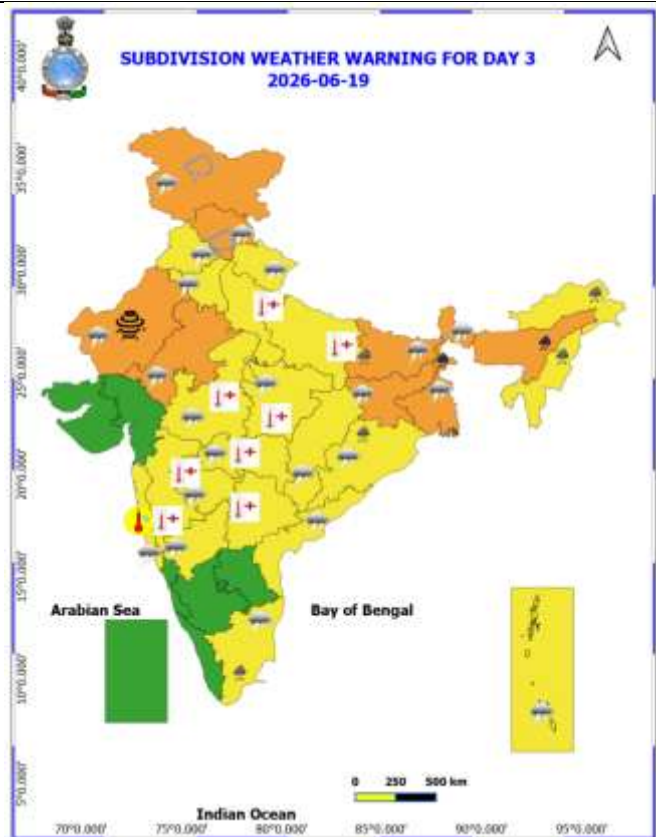 SUBDIVISION WEATHER WARNING FOR DAY 3
2026-06-19
40°0.000'
35°0.000'
30°0.000'
25°0.000'
20°0.000'
15°0.000'
10°0.000'
5°0.000'
Arabian Sea
Bay of Bengal
0 250 500 km
Indian Ocean
70°0.000' 75°0.000' 80°0.000' 85°0.000' 90°0.000' 95°0.000'